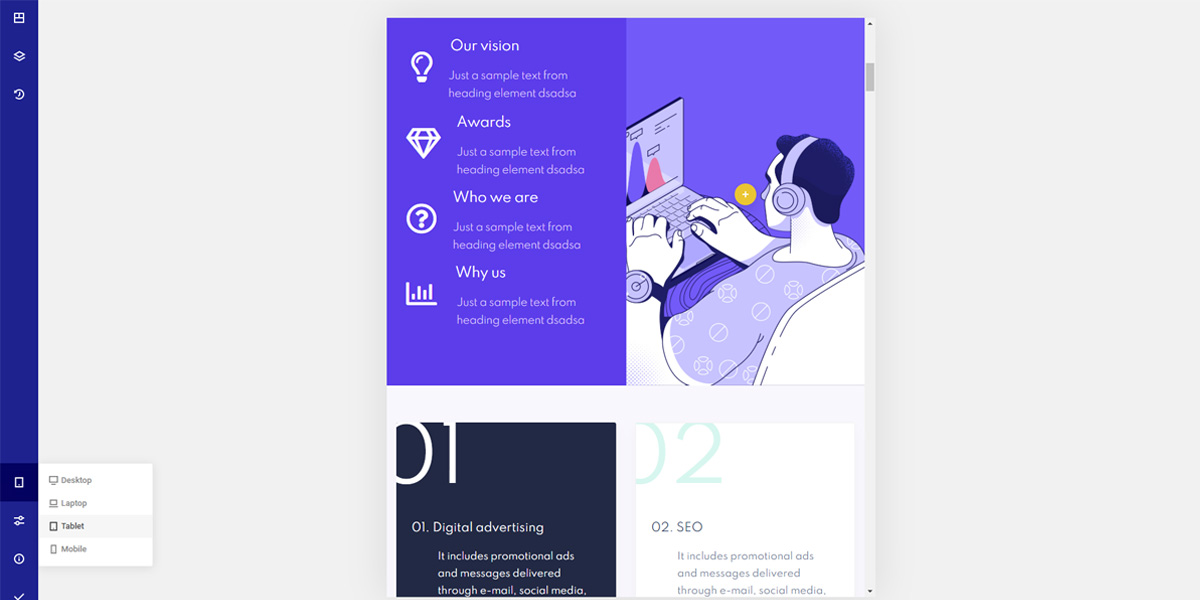 Our vision
Just a sample text from
heading element dsadsa
Awards
Just a sample text from
heading element dsadsa
Who we are
Just a sample text from
heading element dsadsa
Why us
Just a sample text from
heading element dsadsa
01
01. Digital advertising
It includes promotional ads
and messages delivered
through e-mail, social media,
02
02. SEO
It includes promotional ads
and messages delivered
through e-mail, social media,
Desktop
Laptop
Tablet
Mobile